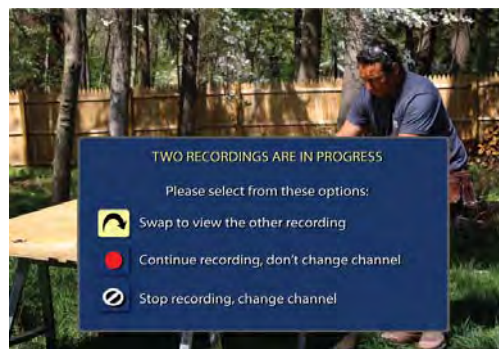 TWO RECORDINGS ARE IN PROGRESS
Please select from these options:
Swap to view the other recording
Continue recording, don't change channel
Stop recording, change channel